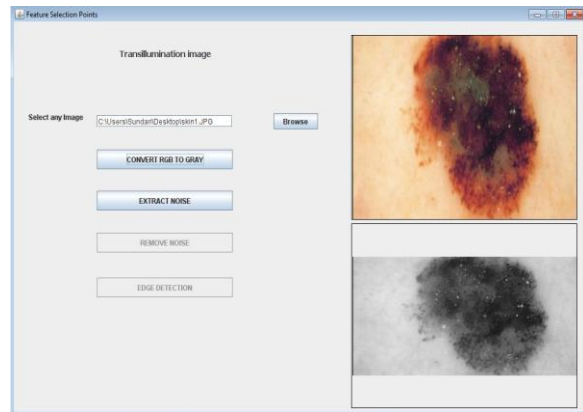 Feature Selection Points
Transillumination image
Select any Image
C:\Users\Sundari\Desktop\skin1.JPG
Browse
CONVERT RGB TO GRAY
EXTRACT NOISE
REMOVE NOISE
EDGE DETECTION